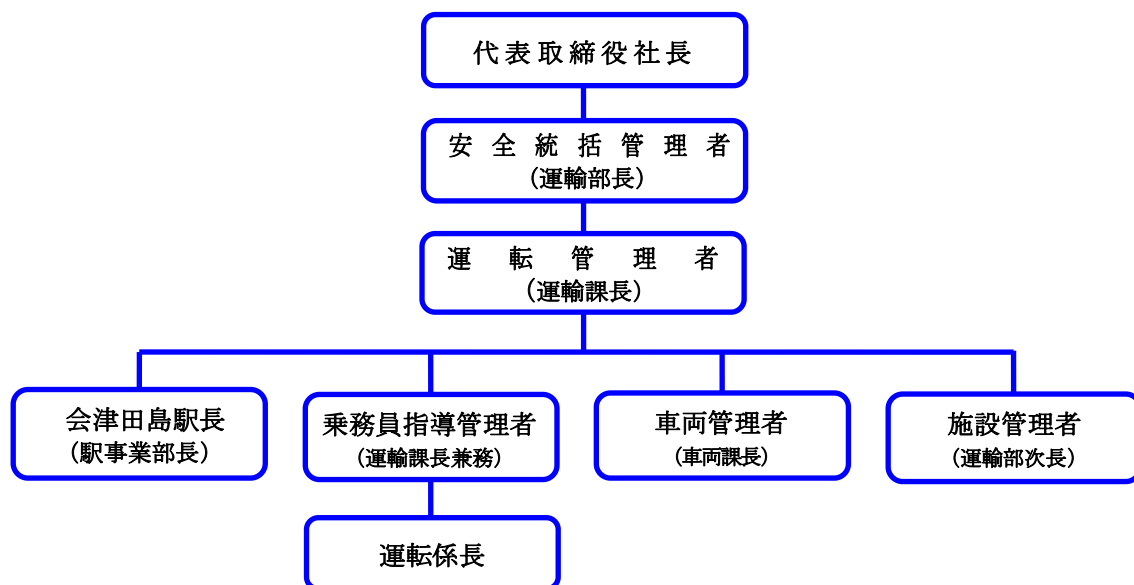 代表取締役社長
安全統括管理者
(運輸部長)
運転管理者
(運輸課長)
会津田島駅長
(駅事業部長)
乗務員指導管理者
(運輸課長兼務)
車両管理者
(車両課長)
施設管理者
(運輸部次長)
運転係長